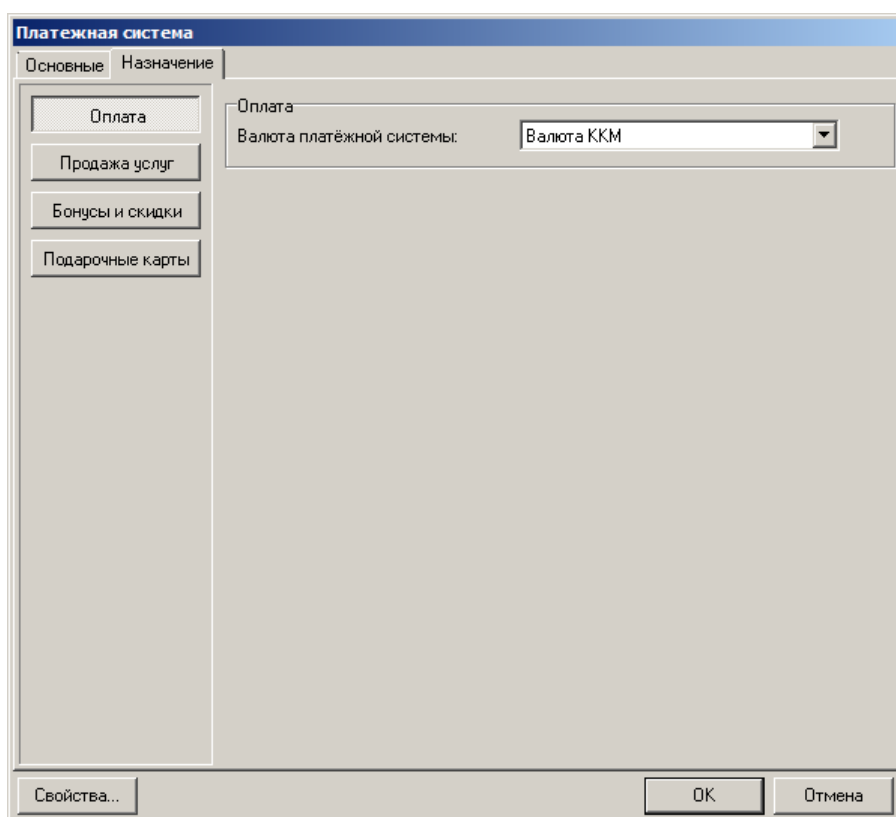 Платежная система
Основные Назначение
Оплата
Продажа услуг
Бонусы и скидки
Подарочные карты
Оплата
Валюта платёжной системы: Валюта ККМ
Свойства... OK Отмена